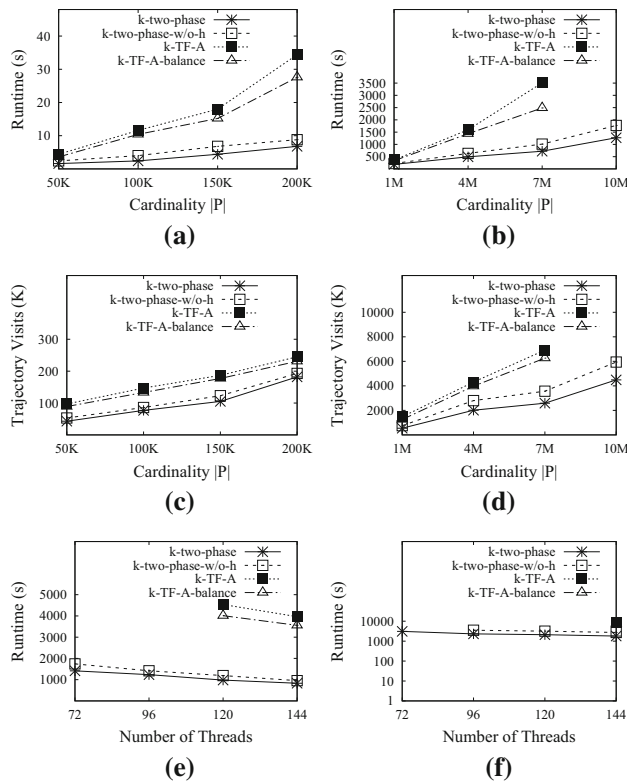 Runtime (s)
40
30
20
10
50K 100K 150K 200K
Cardinality |P|
k-two-phase
k-two-phase-w/o-h
k-TF-A
k-TF-A-balance
(a)
Runtime (s)
3500
3000
2500
2000
1500
1000
500
1M 4M 7M 10M
Cardinality |P|
k-two-phase
k-two-phase-w/o-h
k-TF-A
k-TF-A-balance
(b)
Trajectory Visits (K)
300
200
100
50K 100K 150K 200K
Cardinality |P|
k-two-phase
k-two-phase-w/o-h
k-TF-A
k-TF-A-balance
(c)
Trajectory Visits (K)
10000
8000
6000
4000
2000
1M 4M 7M 10M
Cardinality |P|
k-two-phase
k-two-phase-w/o-h
k-TF-A
k-TF-A-balance
(d)
Runtime (s)
5000
4000
3000
2000
1000
72 96 120 144
Number of Threads
k-two-phase
k-two-phase-w/o-h
k-TF-A
k-TF-A-balance
(e)
Runtime (s)
10000
1000
100
10
1
72 96 120 144
Number of Threads
k-two-phase
k-two-phase-w/o-h
k-TF-A
k-TF-A-balance
(f)